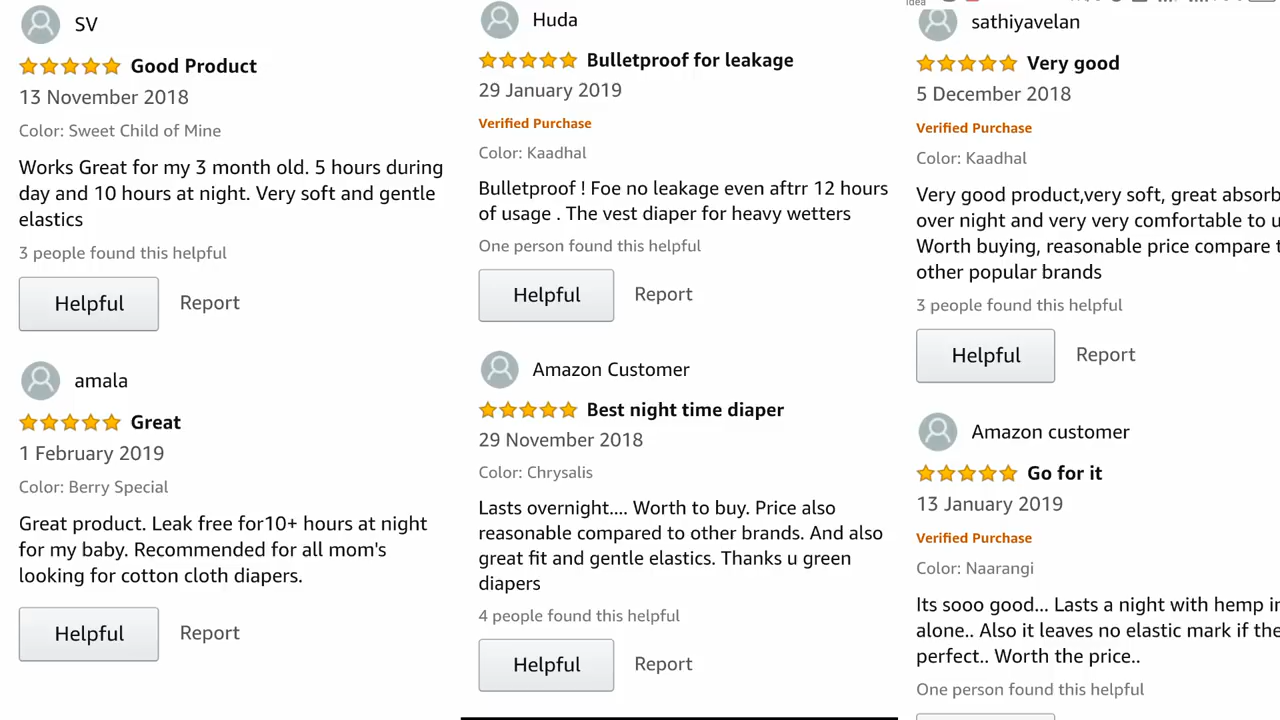 SV
Good Product
13 November 2018
Color: Sweet Child of Mine
Works Great for my 3 month old. 5 hours during
day and 10 hours at night. Very soft and gentle
elastics
3 people found this helpful
Helpful Report
amala
Great
1 February 2019
Color: Berry Special
Great product. Leak free for10+ hours at night
for my baby. Recommended for all mom's
looking for cotton cloth diapers.
Helpful Report
Huda
Bulletproof for leakage
29 January 2019
Verified Purchase
Color: Kaadhal
Bulletproof ! Foe no leakage even aftrr 12 hours
of usage . The vest diaper for heavy wetters
One person found this helpful
Helpful Report
Amazon Customer
Best night time diaper
29 November 2018
Color: Chrysalis
Lasts overnight.... Worth to buy. Price also
reasonable compared to other brands. And also
great fit and gentle elastics. Thanks u green
diapers
4 people found this helpful
Helpful Report
Idea
sathiyavelan
Very good
5 December 2018
Verified Purchase
Color: Kaadhal
Very good product,very soft, great absorb
over night and very very comfortable to
Worth buying, reasonable price compare
other popular brands
3 people found this helpful
Helpful Report
Amazon customer
Go for it
13 January 2019
Verified Purchase
Color: Naarangi
Its sooo good... Lasts a night with hemp
alone.. Also it leaves no elastic mark if the
perfect.. Worth the price..
One person found this helpful